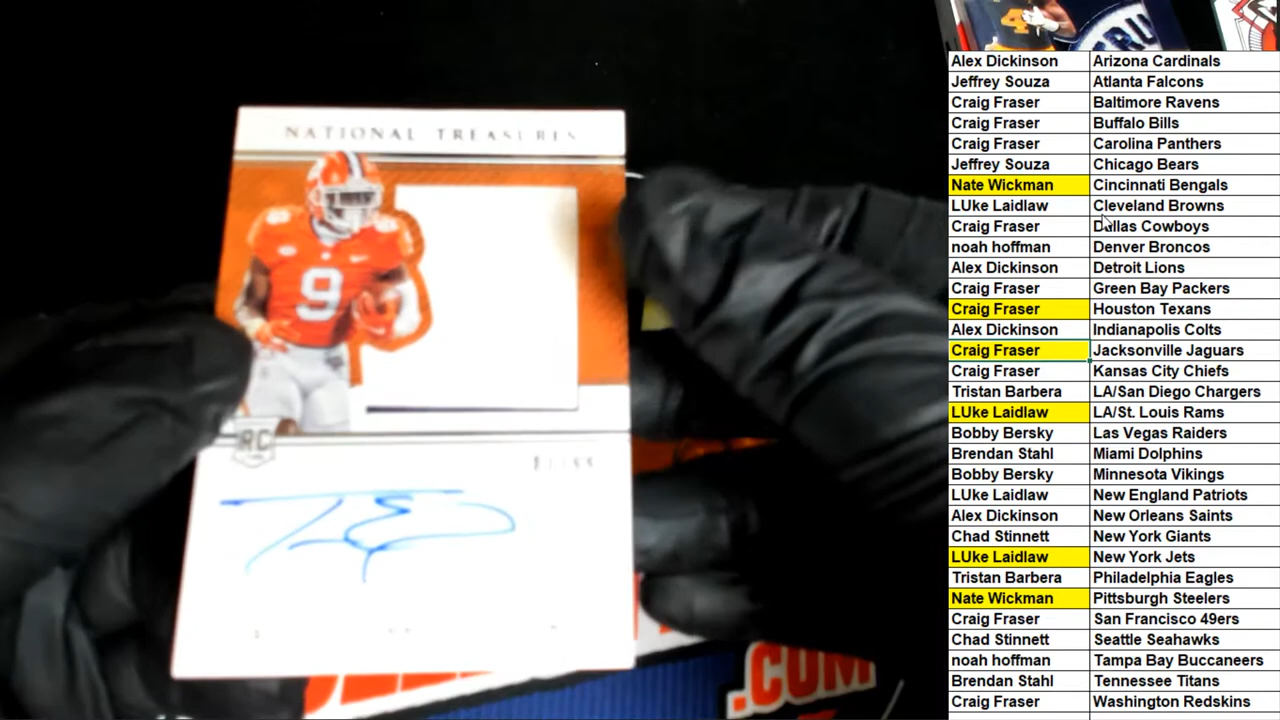 NATIONAL TREASURES
9
RC
.COM
4
Alex Dickinson Arizona Cardinals
Jeffrey Souza Atlanta Falcons
Craig Fraser Baltimore Ravens
Craig Fraser Buffalo Bills
Craig Fraser Carolina Panthers
Jeffrey Souza Chicago Bears
Nate Wickman Cincinnati Bengals
LUke Laidlaw Cleveland Browns
Craig Fraser Dallas Cowboys
noah hoffman Denver Broncos
Alex Dickinson Detroit Lions
Craig Fraser Green Bay Packers
Craig Fraser Houston Texans
Alex Dickinson Indianapolis Colts
Craig Fraser Jacksonville Jaguars
Craig Fraser Kansas City Chiefs
Tristan Barbera LA/San Diego Chargers
LUke Laidlaw LA/St. Louis Rams
Bobby Bersky Las Vegas Raiders
Brendan Stahl Miami Dolphins
Bobby Bersky Minnesota Vikings
LUke Laidlaw New England Patriots
Alex Dickinson New Orleans Saints
Chad Stinnett New York Giants
LUke Laidlaw New York Jets
Tristan Barbera Philadelphia Eagles
Nate Wickman Pittsburgh Steelers
Craig Fraser San Francisco 49ers
Chad Stinnett Seattle Seahawks
noah hoffman Tampa Bay Buccaneers
Brendan Stahl Tennessee Titans
Craig Fraser Washington Redskins